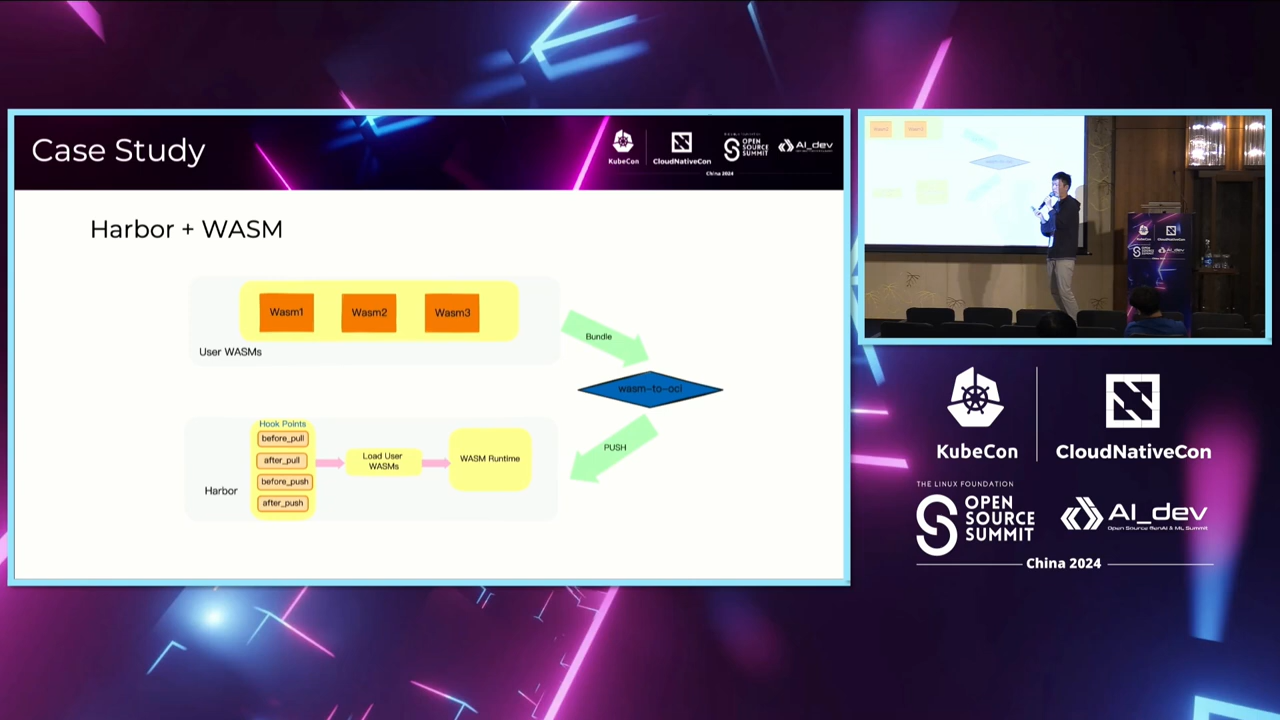 Case Study
KubeCon
CloudNativeCon
OPEN
SOURCE
SUMMIT
AI_dev
China 2024
Harbor + WASM
Wasm1
Wasm2
Wasm3
User WASMs
Bundle
wasm-to-oci
PUSH
Hook Points
before_pull
after_pull
before_push
after_push
Load User
WASMs
WASM Runtime
Harbor
KubeCon
CloudNativeCon
THE LINUX FOUNDATION
OPEN
SOURCE
SUMMIT
AI_dev
Open Source GenAI & ML Summit
China 2024